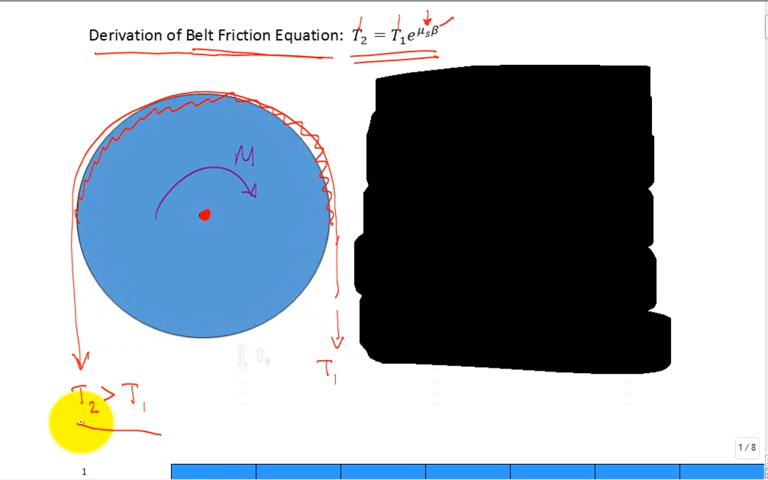 Derivation of Belt Friction Equation: T₂ = T₁e^μₛβ
M
T₁
T₂ > T₁
1 / 8
1